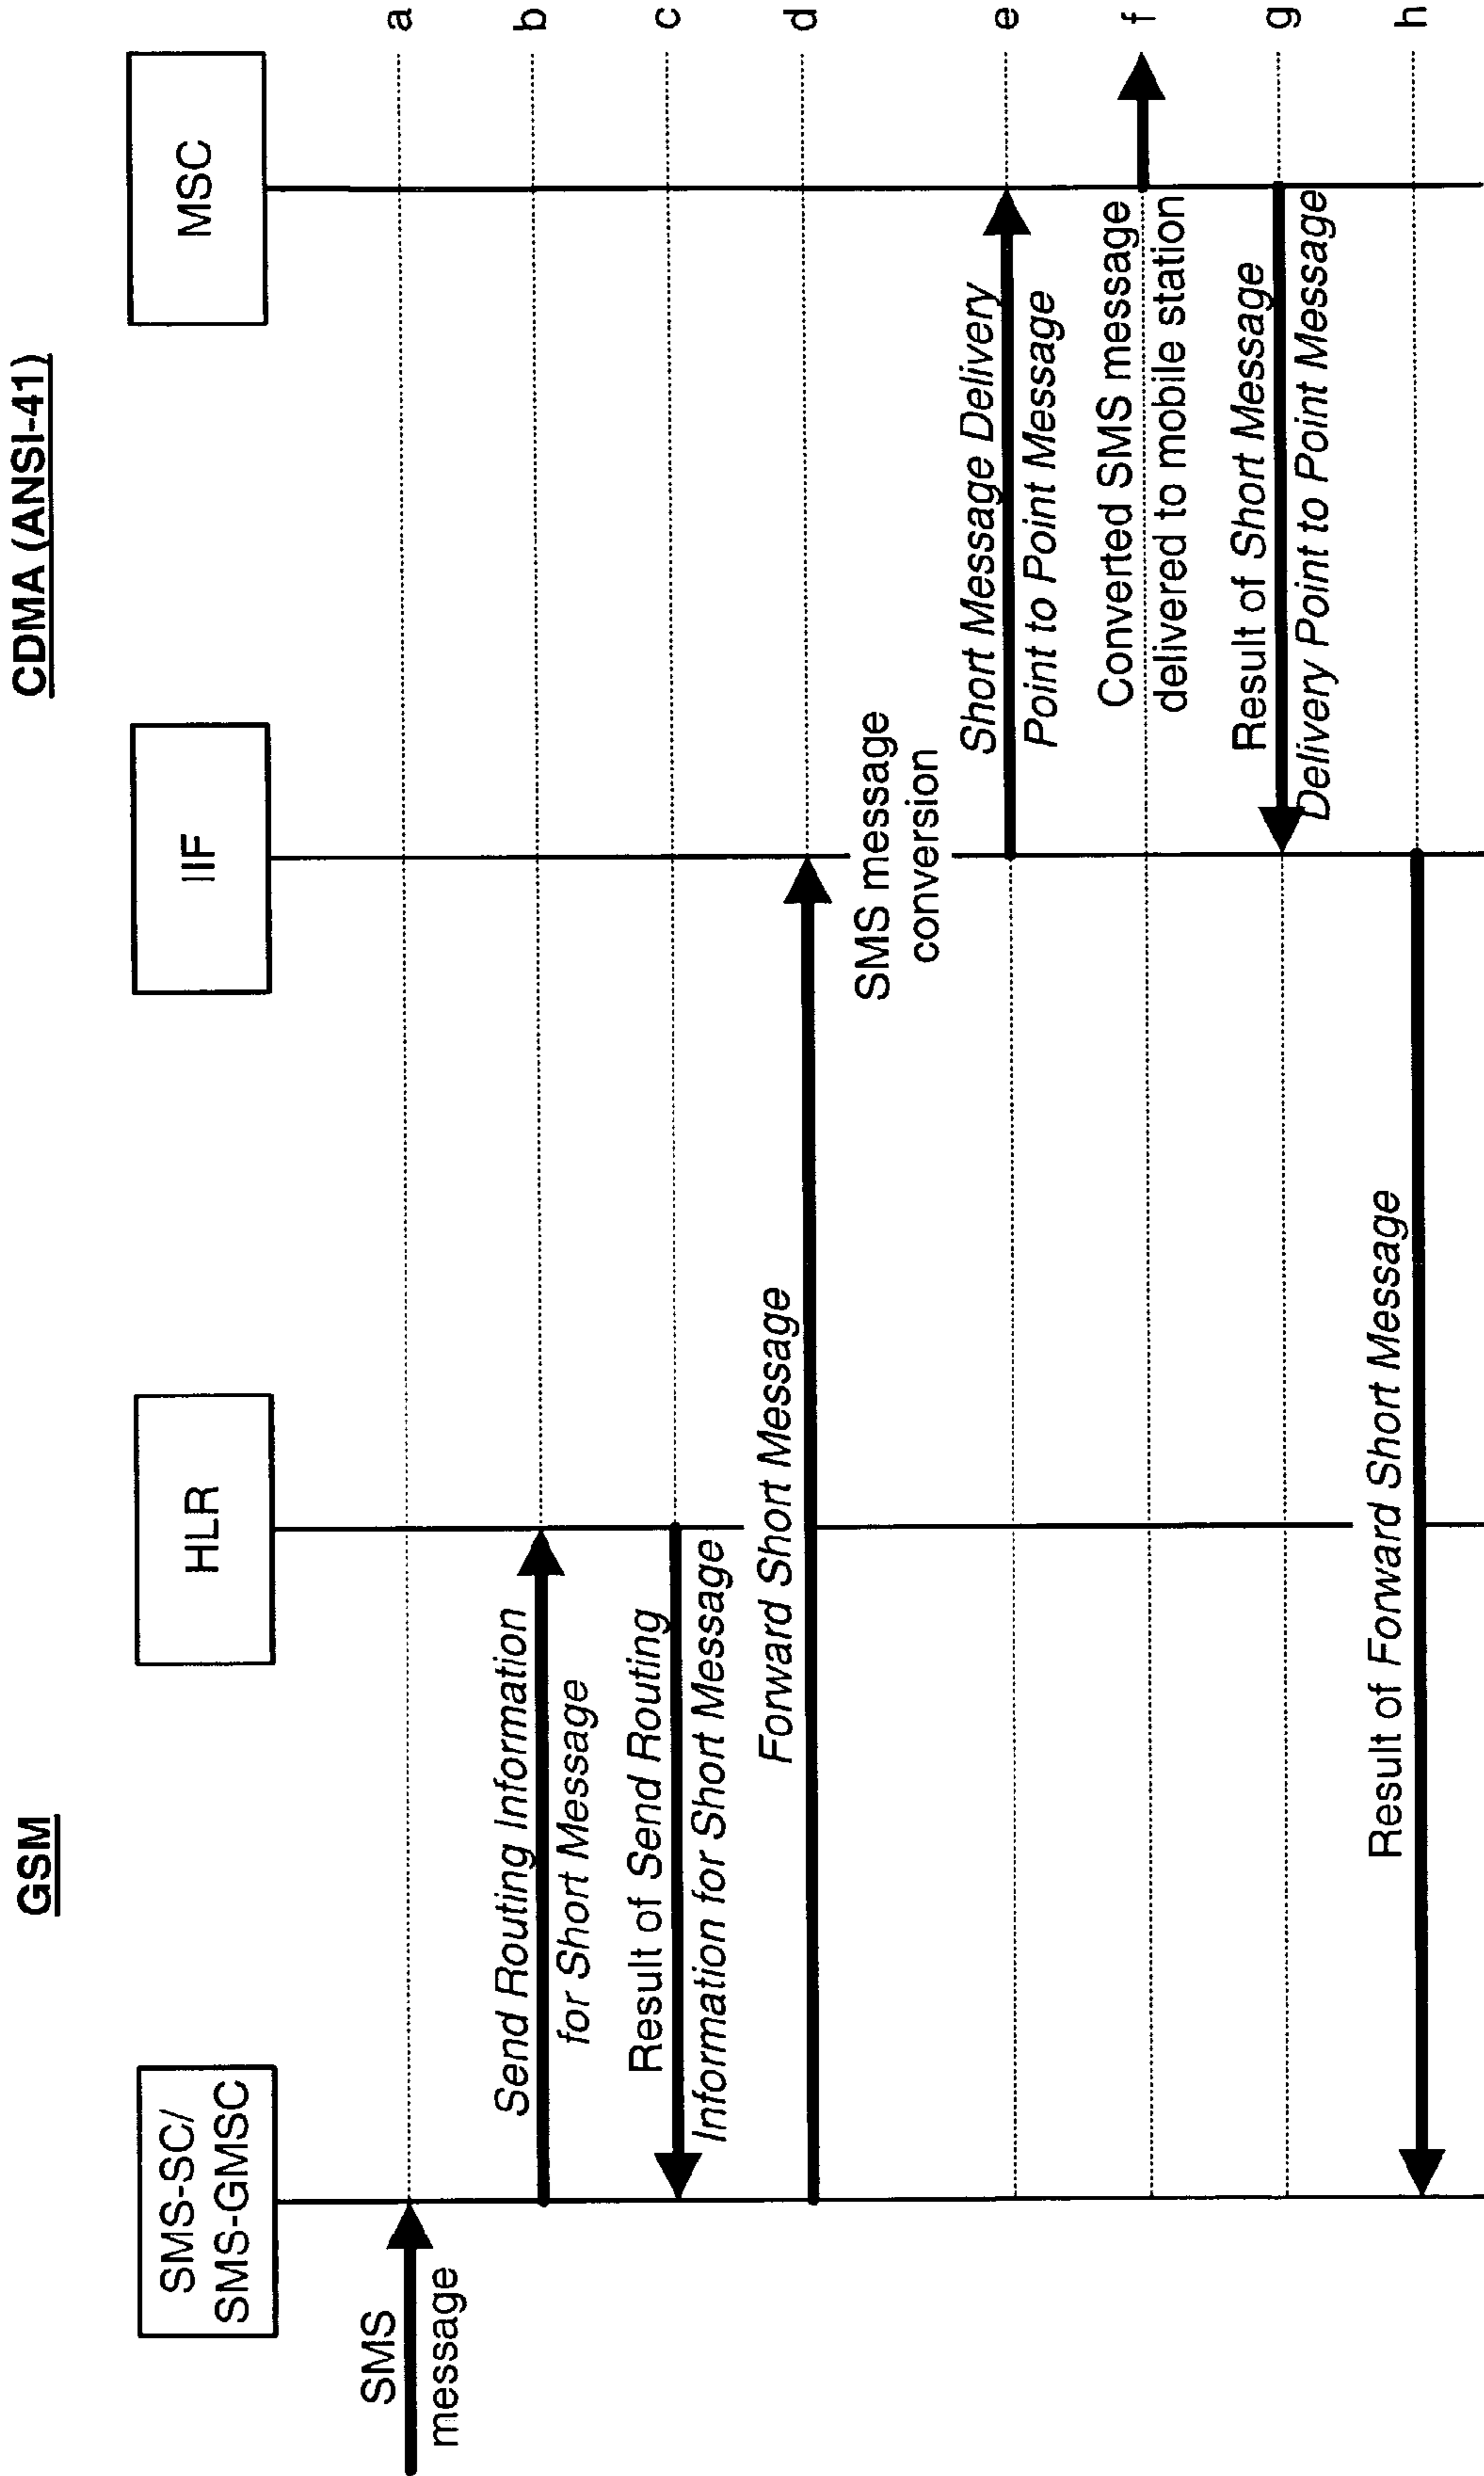 GSM
CDMA (ANSI-41)
SMS-SC/
SMS-GMSC
HLR
IIF
MSC
SMS
message
a
Send Routing Information
for Short Message
b
Result of Send Routing
Information for Short Message
c
Forward Short Message
d
SMS message
conversion
Short Message Delivery
Point to Point Message
e
Converted SMS message
delivered to mobile station
f
Result of Short Message
Delivery Point to Point Message
g
Result of Forward Short Message
h